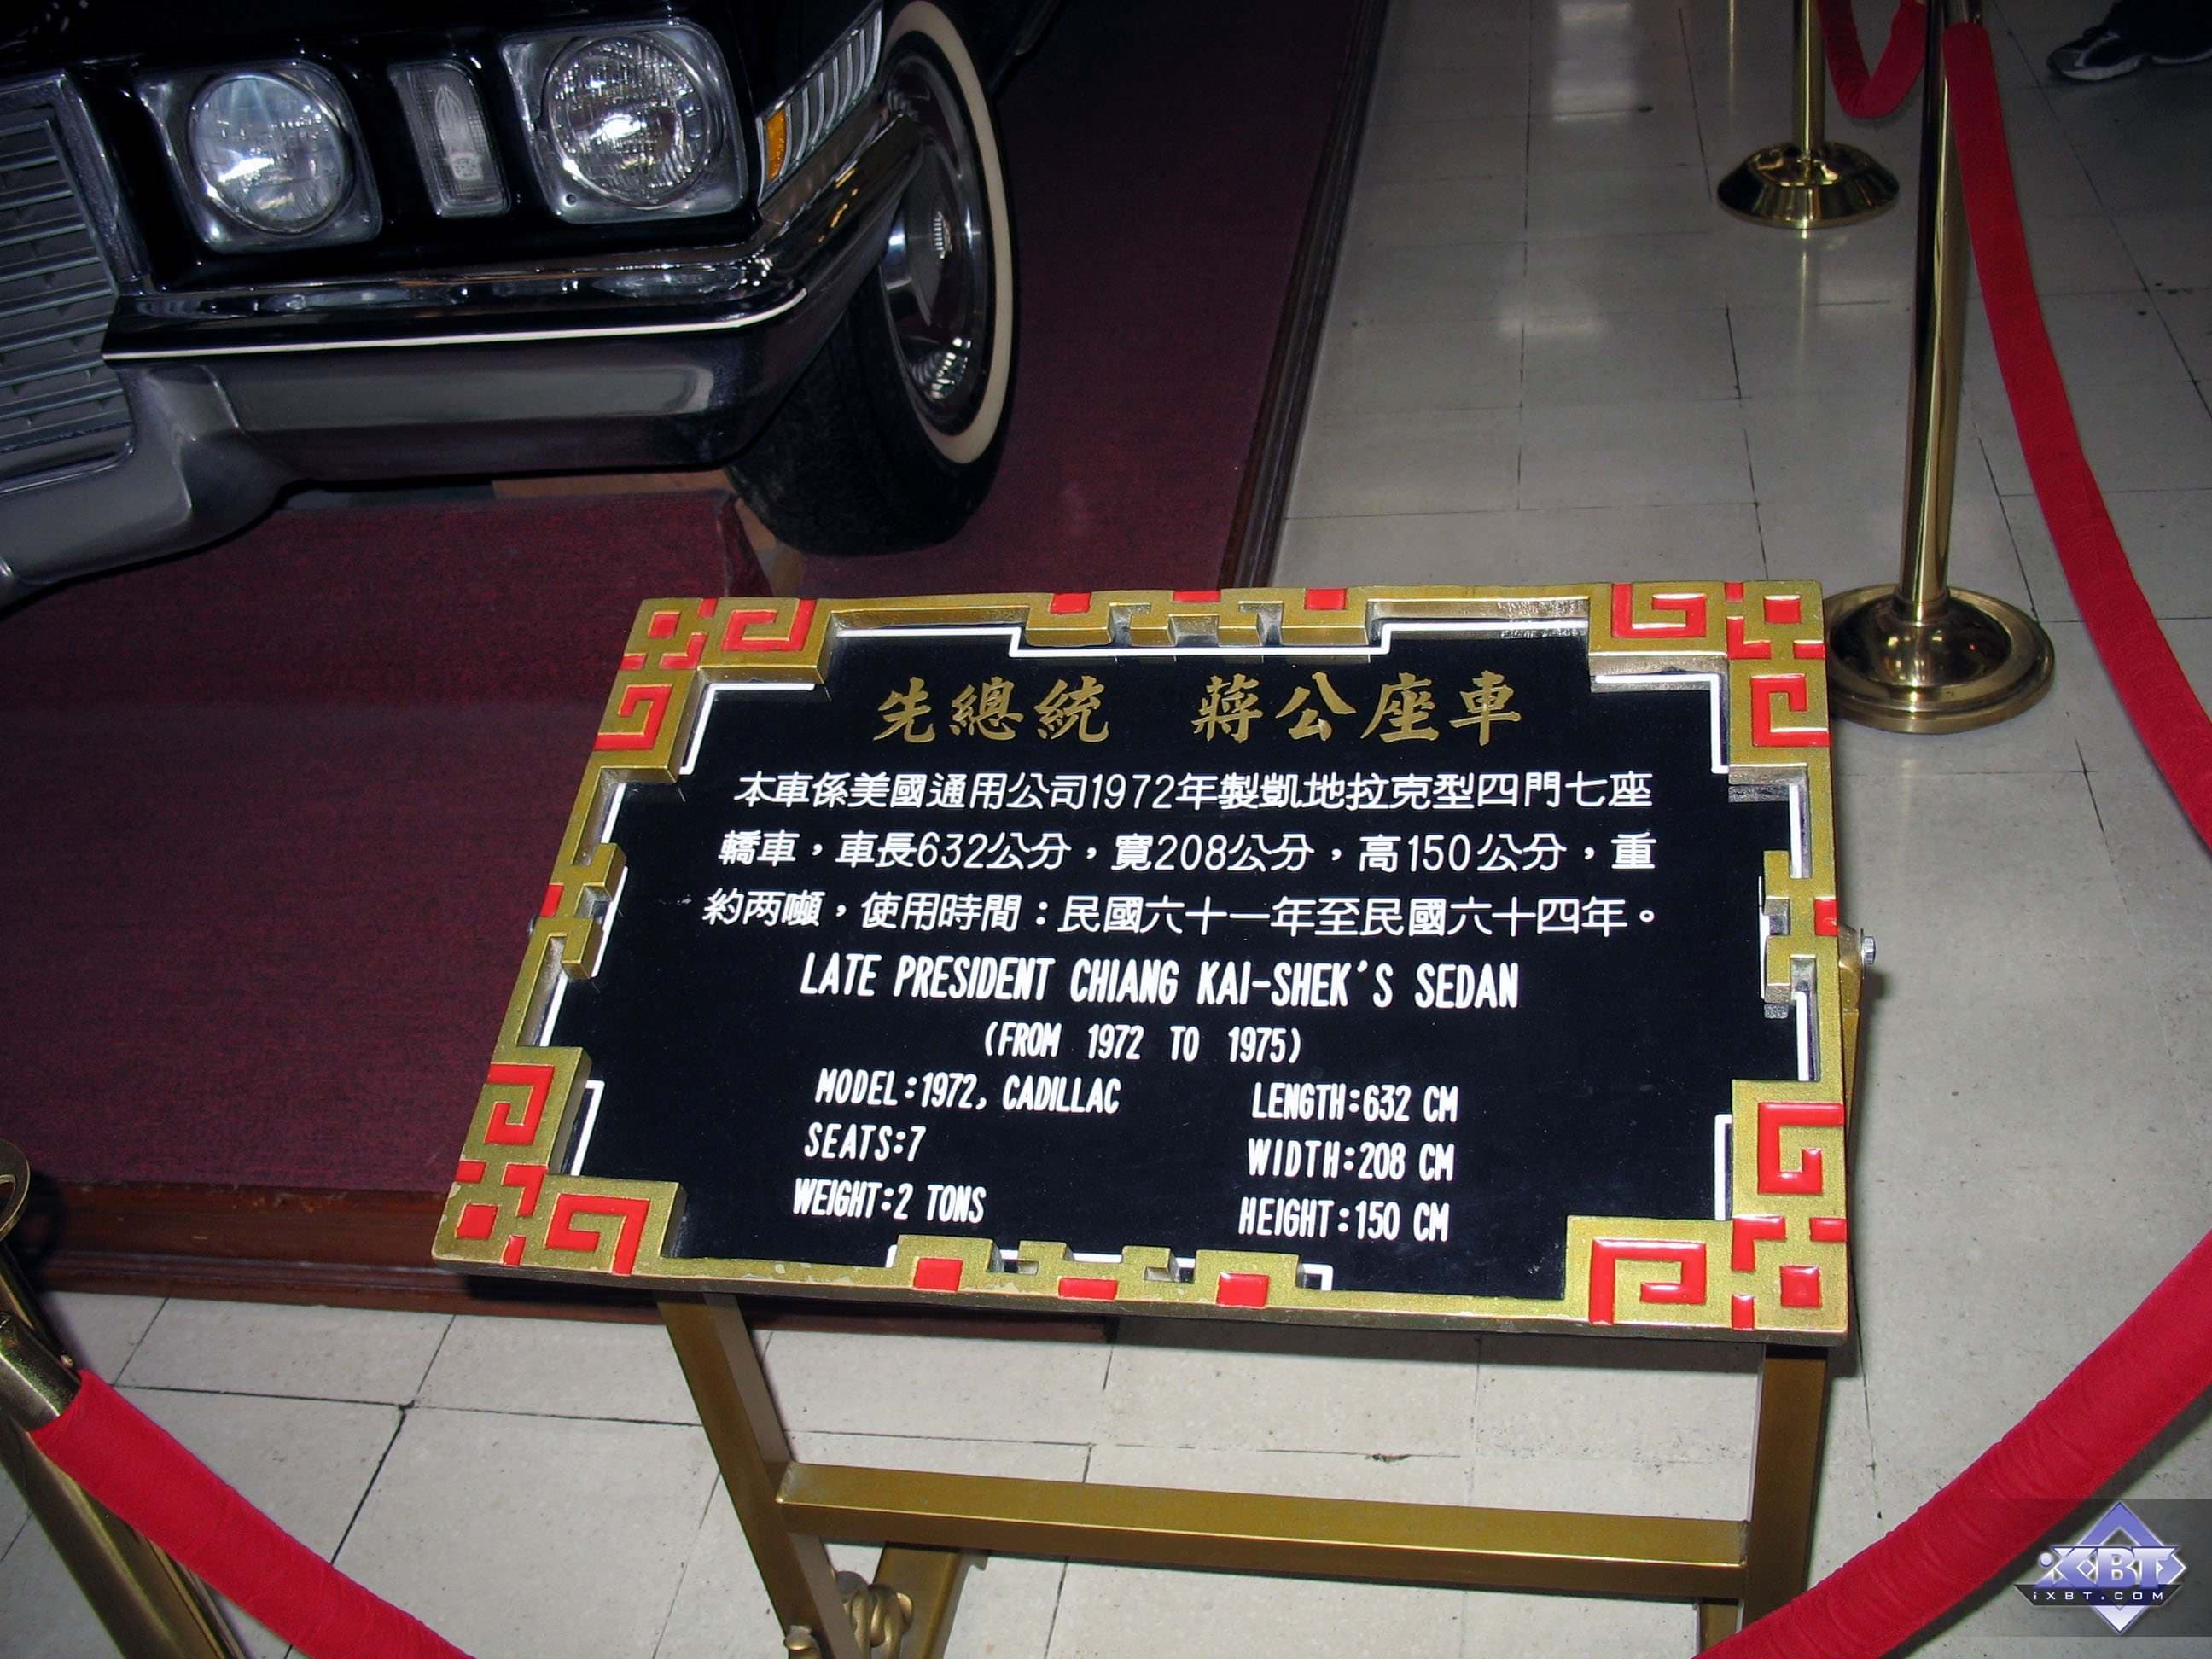 先總統 蔣公座車
本車係美國通用公司1972年製凱地拉克型四門七座
轎車，車長632公分，寬208公分，高150公分，重
約两噸，使用時間：民國六十一年至民國六十四年。
LATE PRESIDENT CHIANG KAI-SHEK'S SEDAN
(FROM 1972 TO 1975)
MODEL:1972, CADILLAC
LENGTH:632 CM
SEATS:7
WIDTH:208 CM
WEIGHT:2 TONS
HEIGHT:150 CM
iXBT
iXBT.COM